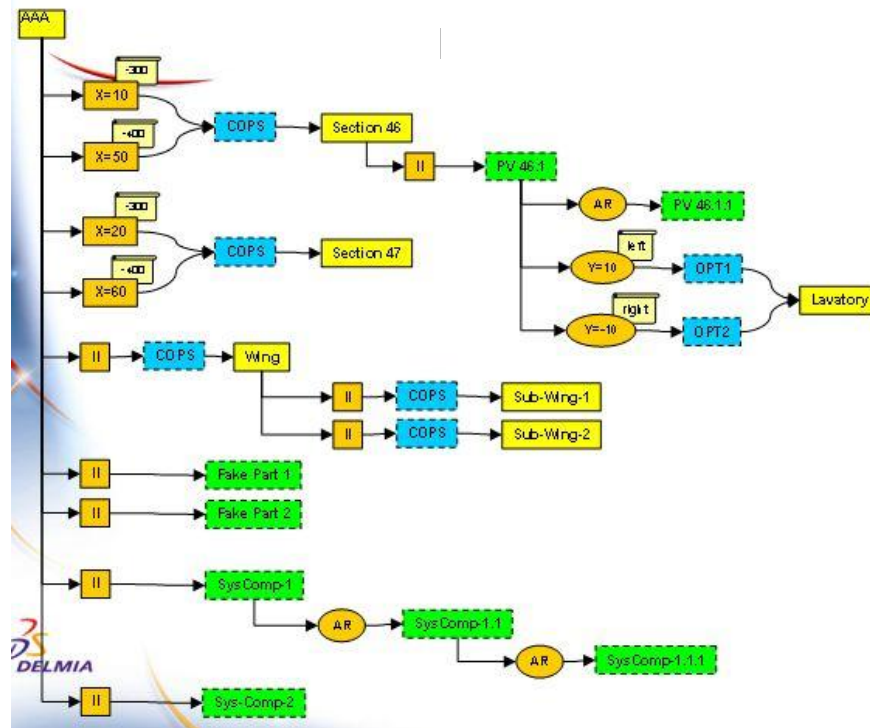 AAA
-300
X=10
COPS
Section 46
-400
X=50
II
PV 46.1
-300
X=20
COPS
Section 47
-400
X=60
AR
PV 46.1.1
left
Y=10
OPT1
Lavatory
right
Y=-10
OPT2
II
COPS
Wing
II
COPS
Sub-Wing-1
II
COPS
Sub-Wing-2
II
Fake Part 1
II
Fake Part 2
II
SysComp-1
AR
SysComp-1.1
AR
SysComp-1.1.1
DS
DELMIA
II
Sys-Comp-2